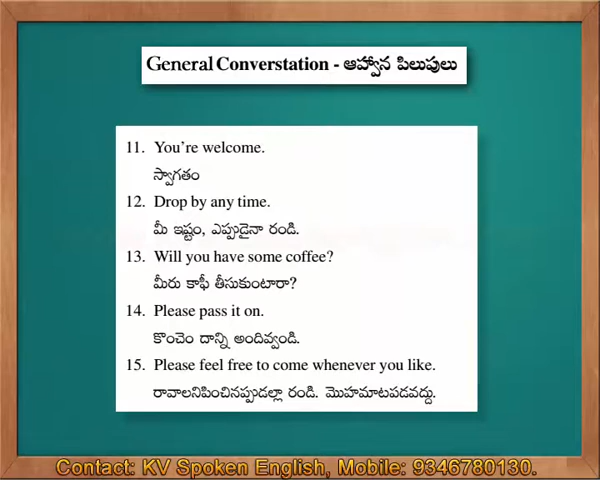 General Converstation - ఆహ్వాన పిలుపులు
11. You're welcome.
స్వాగతం
12. Drop by any time.
మీ ఇష్టం, ఎప్పుడైనా రండి.
13. Will you have some coffee?
మీరు కాఫీ తీసుకుంటారా?
14. Please pass it on.
కొంచెం దాన్ని అందివ్వండి.
15. Please feel free to come whenever you like.
రావాలనిపించినప్పుడల్లా రండి. మొహమాటపడవద్దు.
Contact: KV Spoken English, Mobile: 9346780130.